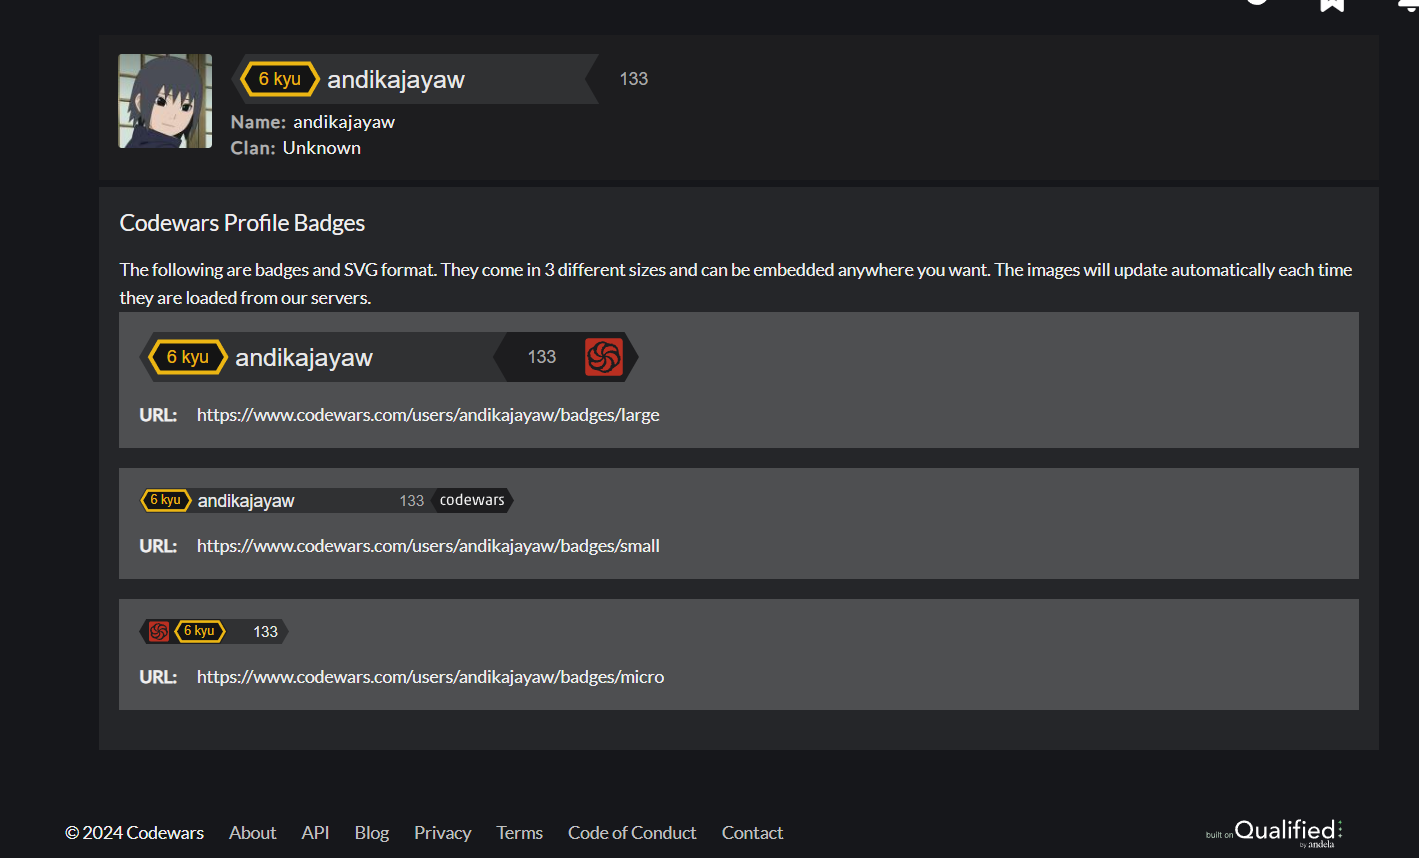 6 kyu andikajayaw 133
Name: andikajayaw
Clan: Unknown
Codewars Profile Badges
The following are badges and SVG format. They come in 3 different sizes and can be embedded anywhere you want. The images will update automatically each time
they are loaded from our servers.
6 kyu andikajayaw 133
URL: https://www.codewars.com/users/andikajayaw/badges/large
6 kyu andikajayaw 133 codewars
URL: https://www.codewars.com/users/andikajayaw/badges/small
6 kyu 133
URL: https://www.codewars.com/users/andikajayaw/badges/micro
© 2024 Codewars About API Blog Privacy Terms Code of Conduct Contact built on Qualified
by andela